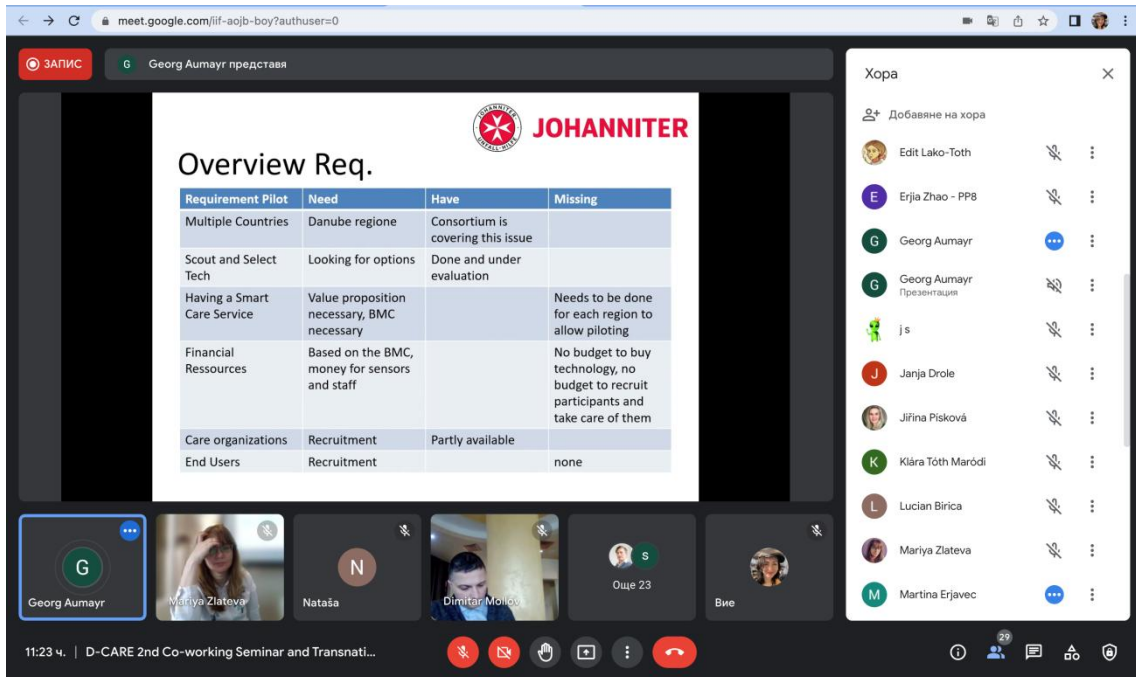 meet.google.com/iif-aojb-boy?authuser=0
ЗАПИС
G
Georg Aumayr представя
JOHANNITER
Overview Req.
Requirement Pilot Need Have Missing
Multiple Countries Danube regione Consortium is
covering this issue
Scout and Select Looking for options Done and under
Tech evaluation
Having a Smart Value proposition Needs to be done
Care Service necessary, BMC for each region to
necessary allow piloting
Financial Based on the BMC, No budget to buy
Ressources money for sensors technology, no
and staff budget to recruit
participants and
take care of them
Care organizations Recruitment Partly available
End Users Recruitment none
G
Georg Aumayr
Mariya Zlateva
N
Nataša
Dimitar Mollov
S
Още 23
Вие
Хора
Добавяне на хора
Edit Lako-Toth
E
Erjia Zhao - PP8
G
Georg Aumayr
G
Georg Aumayr
Презентация
j s
J
Janja Drole
Jiřina Písková
K
Klára Tóth Maródi
L
Lucian Birica
Mariya Zlateva
M
Martina Erjavec
11:23 ч. | D-CARE 2nd Co-working Seminar and Transnati...
29